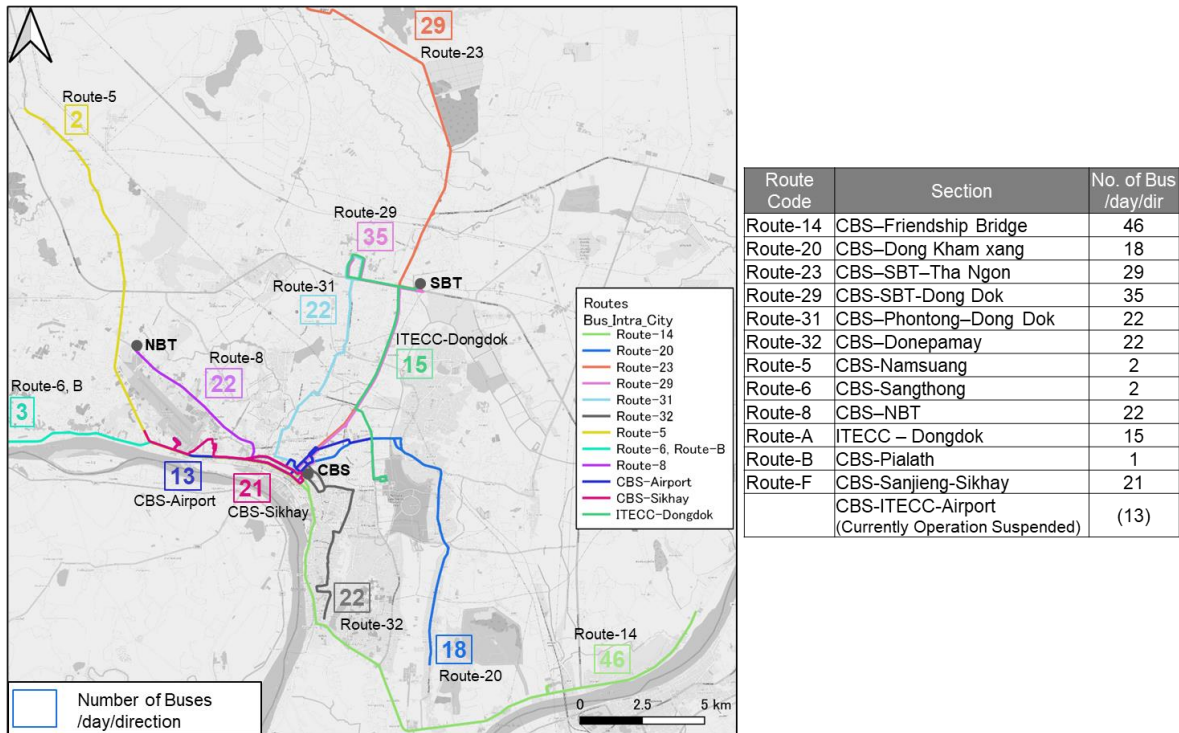 29
Route-23
Route-5
2
Route-29
35
SBT
Route-31
22
NBT
Route-8
22
ITECC-Dongdok
15
Route-6, B
3
CBS
13
CBS-Airport
21
CBS-Sikhay
22
Route-32
18
Route-20
Route-14
46
Routes
Bus_Intra_City
Route-14
Route-20
Route-23
Route-29
Route-31
Route-32
Route-5
Route-6, Route-B
Route-8
CBS-Airport
CBS-Sikhay
ITECC-Dongdok
Number of Buses
/day/direction
0 2.5 5 km
Route Code Section No. of Bus /day/dir
Route-14 CBS–Friendship Bridge 46
Route-20 CBS–Dong Kham xang 18
Route-23 CBS–SBT–Tha Ngon 29
Route-29 CBS-SBT-Dong Dok 35
Route-31 CBS–Phontong–Dong Dok 22
Route-32 CBS–Donepamay 22
Route-5 CBS-Namsuang 2
Route-6 CBS-Sangthong 2
Route-8 CBS–NBT 22
Route-A ITECC – Dongdok 15
Route-B CBS-Pialath 1
Route-F CBS-Sanjieng-Sikhay 21
CBS-ITECC-Airport
(Currently Operation Suspended) (13)